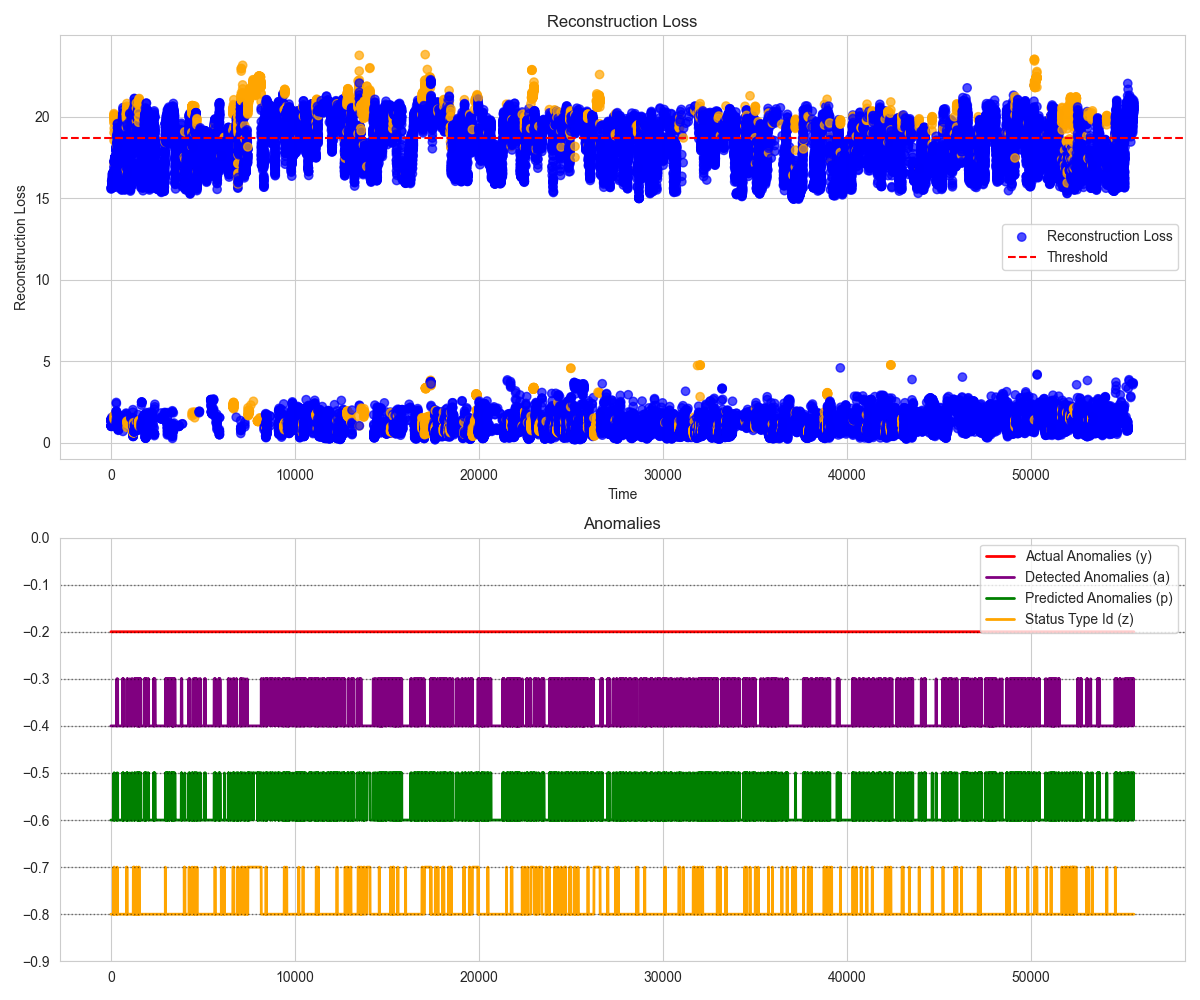 Reconstruction Loss
Reconstruction Loss
20
15
10
5
0
Reconstruction Loss
Threshold
0 10000 20000 30000 40000 50000
Time
Anomalies
0.0
−0.1
−0.2
−0.3
−0.4
−0.5
−0.6
−0.7
−0.8
−0.9
Actual Anomalies (y)
Detected Anomalies (a)
Predicted Anomalies (p)
Status Type Id (z)
0 10000 20000 30000 40000 50000